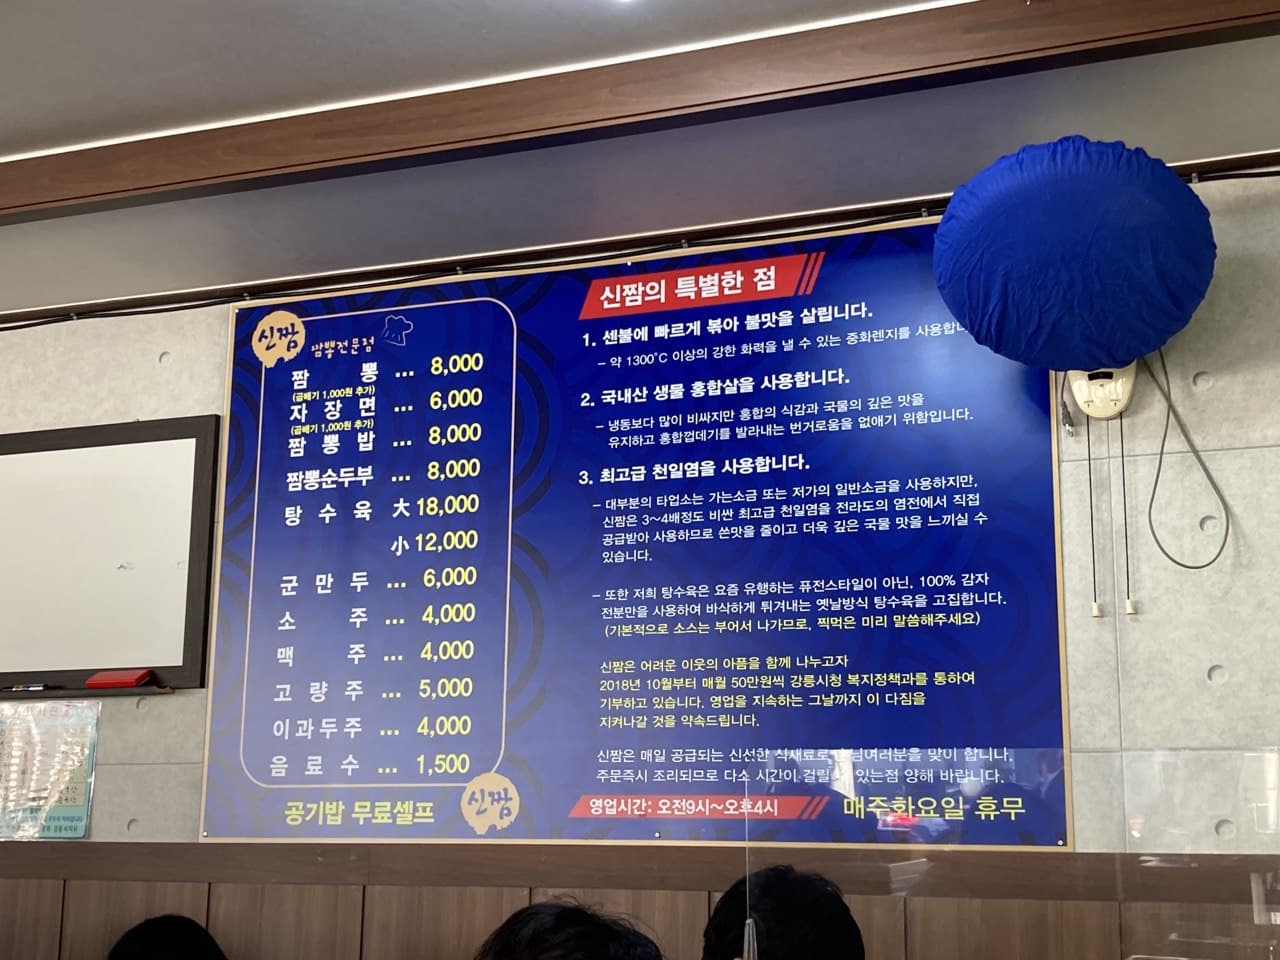 신짬
짬뽕전문점
짬뽕 ... 8,000
(곱빼기 1,000원 추가)
자장면 ... 6,000
(곱빼기 1,000원 추가)
짬뽕밥 ... 8,000
짬뽕순두부 ... 8,000
탕수육 大 18,000
小 12,000
군만두 ... 6,000
소주 ... 4,000
맥주 ... 4,000
고량주 ... 5,000
이과두주 ... 4,000
음료수 ... 1,500
공기밥 무료셀프
신짬
신짬의 특별한 점
1. 센불에 빠르게 볶아 불맛을 살립니다.
- 약 1300°C 이상의 강한 화력을 낼 수 있는 중화렌지를 사용합니
2. 국내산 생물 홍합살을 사용합니다.
- 냉동보다 많이 비싸지만 홍합의 식감과 국물의 깊은 맛을
유지하고 홍합껍데기를 발라내는 번거로움을 없애기 위함입니다.
3. 최고급 천일염을 사용합니다.
- 대부분의 타업소는 가는소금 또는 저가의 일반소금을 사용하지만,
신짬은 3~4배정도 비싼 최고급 천일염을 전라도의 염전에서 직접
공급받아 사용하므로 쓴맛을 줄이고 더욱 깊은 국물 맛을 느끼실 수
있습니다.
- 또한 저희 탕수육은 요즘 유행하는 퓨전스타일이 아닌, 100% 감자
전분만을 사용하여 바삭하게 튀겨내는 옛날방식 탕수육을 고집합니다.
(기본적으로 소스는 부어서 나가므로, 찍먹은 미리 말씀해주세요)
신짬은 어려운 이웃의 아픔을 함께 나누고자
2018년 10월부터 매월 50만원씩 강릉시청 복지정책과를 통하여
기부하고 있습니다. 영업을 지속하는 그날까지 이 다짐을
지켜나갈 것을 약속드립니다.
신짬은 매일 공급되는 신선한 식재료로 손님여러분을 맞이 합니다.
주문즉시 조리되므로 다소 시간이 걸릴 수 있는점 양해 바랍니다.
영업시간: 오전9시~오후4시
매주화요일 휴무